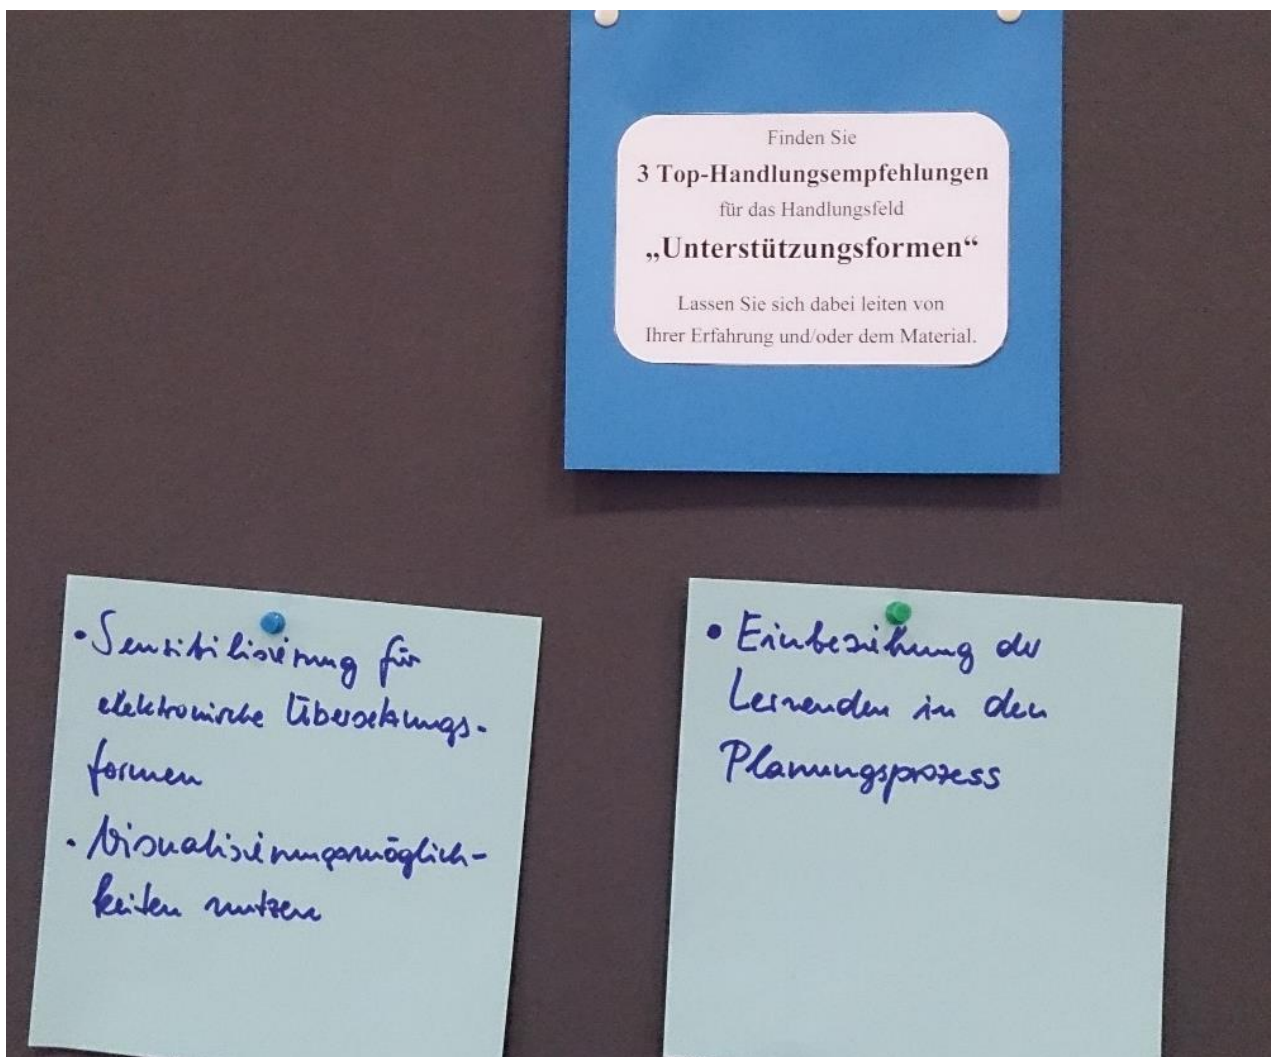 Finden Sie
3 Top-Handlungsempfehlungen
für das Handlungsfeld
„Unterstützungsformen“
Lassen Sie sich dabei leiten von
Ihrer Erfahrung und/oder dem Material.
• Sensibilisierung für
elektronische Übersetzungs-
formen
• Visualisierungsmöglich-
keiten nutzen
• Einbeziehung der
Lernenden in den
Planungsprozess